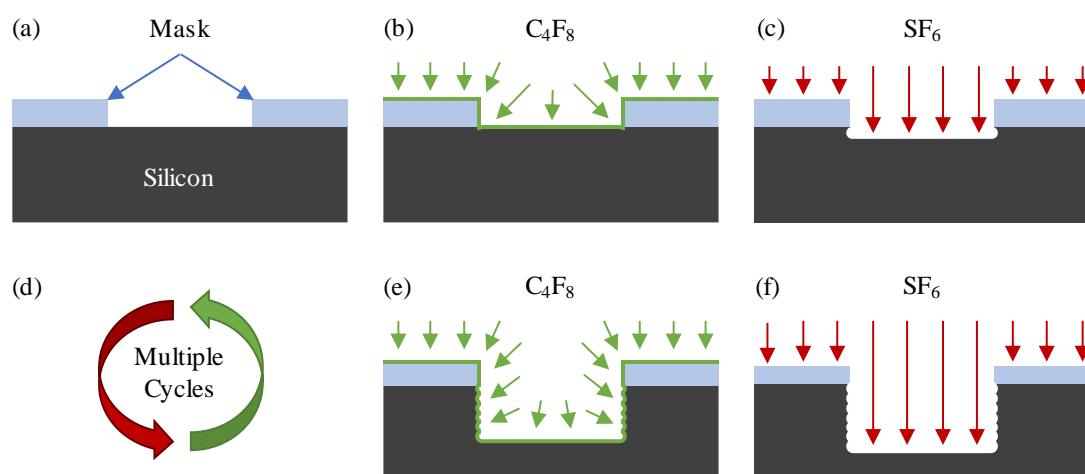 (a)
Mask
Silicon
(b)
C₄F₈
(c)
SF₆
(d)
Multiple
Cycles
(e)
C₄F₈
(f)
SF₆